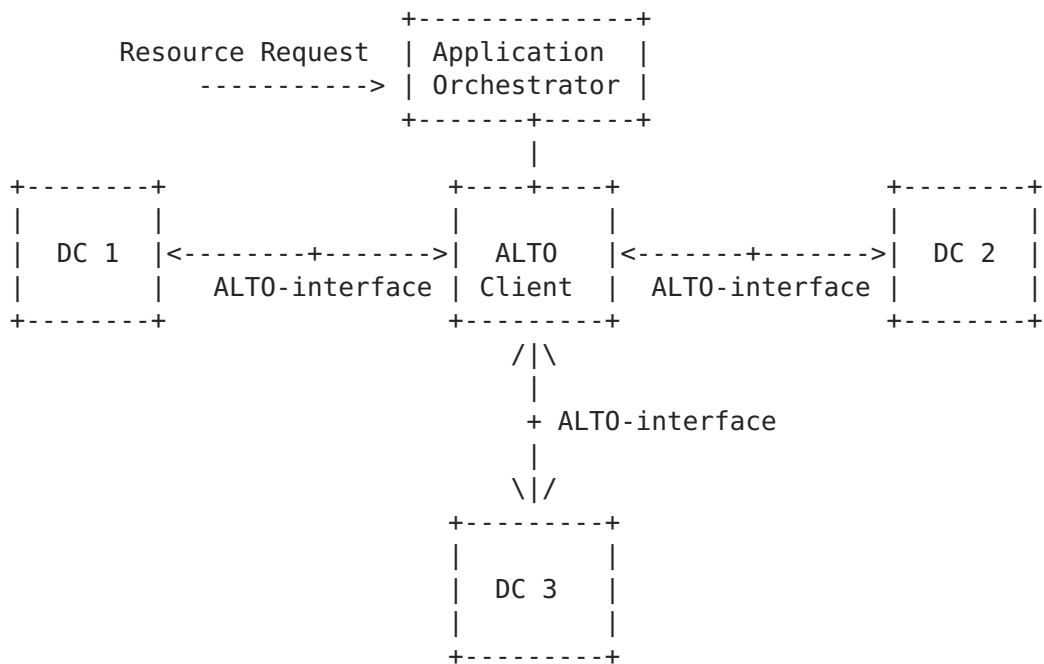 Resource Request
Application
Orchestrator
DC 1
ALTO
Client
DC 2
ALTO-interface
ALTO-interface
ALTO-interface
DC 3